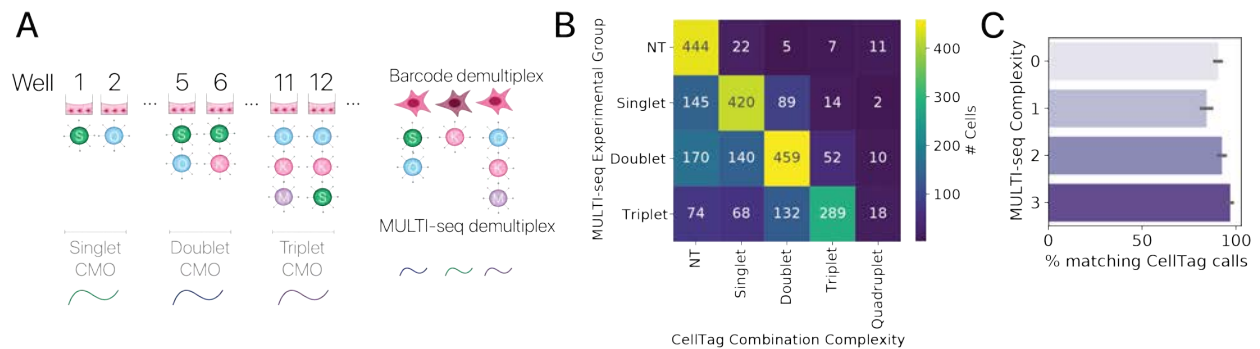 A
Well 1 2 ... 5 6 ... 11 12 ...
S O S S O O
O K K K
M S
Singlet
CMO
Doublet
CMO
Triplet
CMO
Barcode demultiplex
S K O
O K
M
MULTI-seq demultiplex
B
MULTI-seq Experimental Group
NT 444 22 5 7 11
Singlet 145 420 89 14 2
Doublet 170 140 459 52 10
Triplet 74 68 132 289 18
NT Singlet Doublet Triplet Quadruplet
CellTag Combination Complexity
400
300
200
100
# Cells
C
MULTI-seq Complexity
0
1
2
3
0 50 100
% matching CellTag calls